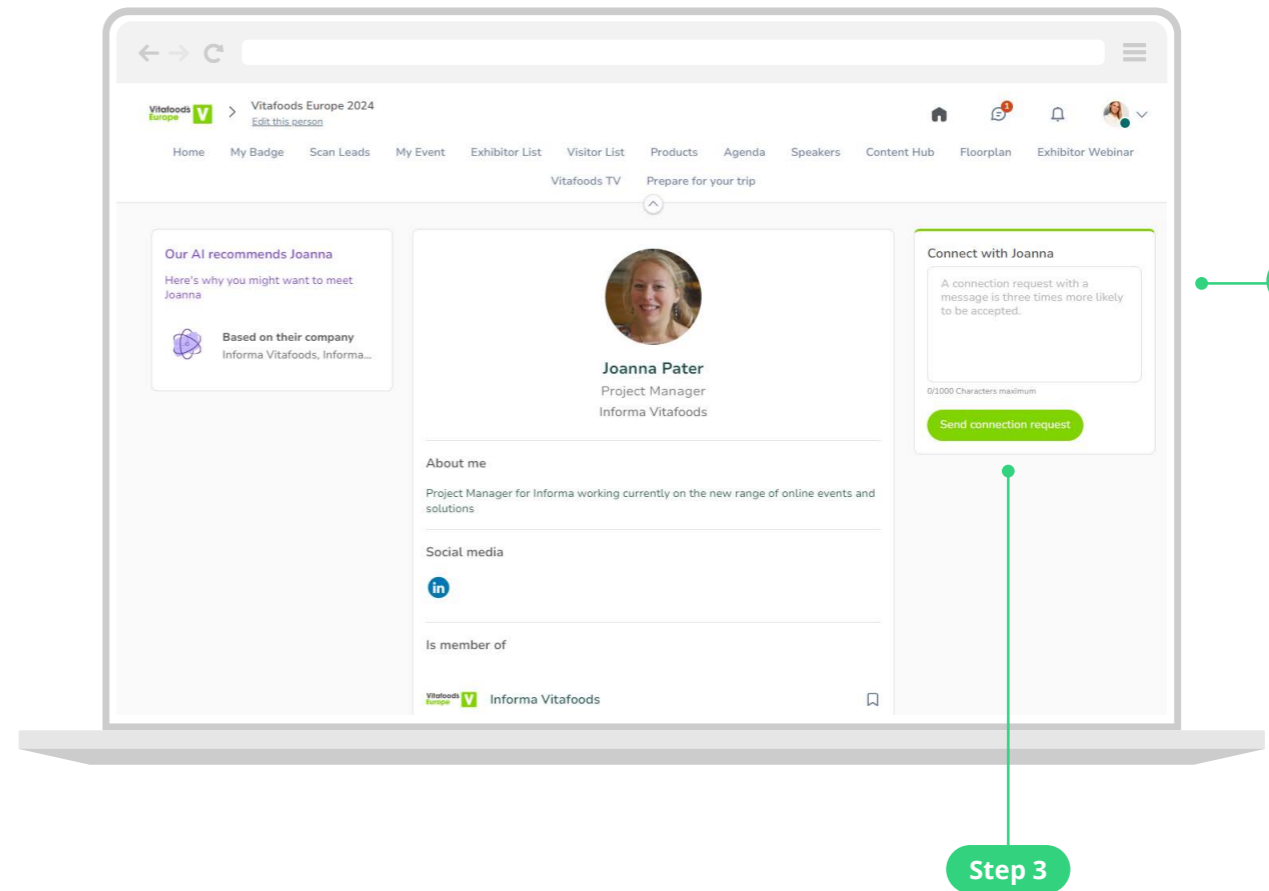 Vitafoods Europe V
Vitafoods Europe 2024
Edit this person
1
Home My Badge Scan Leads My Event Exhibitor List Visitor List Products Agenda Speakers Content Hub Floorplan Exhibitor Webinar
Vitafoods TV Prepare for your trip
Our AI recommends Joanna
Here's why you might want to meet
Joanna
Based on their company
Informa Vitafoods, Informa...
Joanna Pater
Project Manager
Informa Vitafoods
About me
Project Manager for Informa working currently on the new range of online events and
solutions
Social media
in
Is member of
Vitafoods Europe V Informa Vitafoods
Connect with Joanna
A connection request with a
message is three times more likely
to be accepted.
0/1000 Characters maximum
Send connection request
Step 3